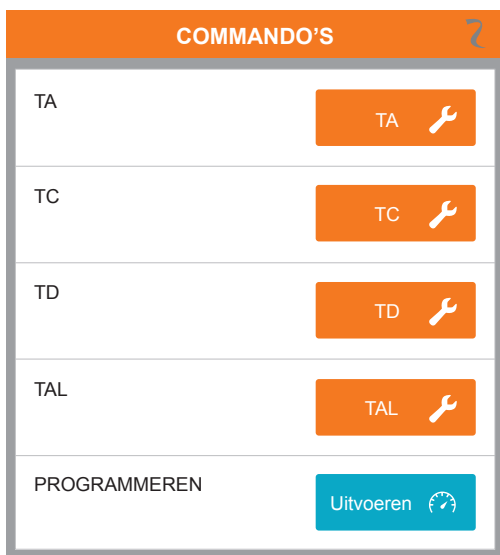 COMMANDO’S
TA
TA
TC
TC
TD
TD
TAL
TAL
PROGRAMMEREN
Uitvoeren